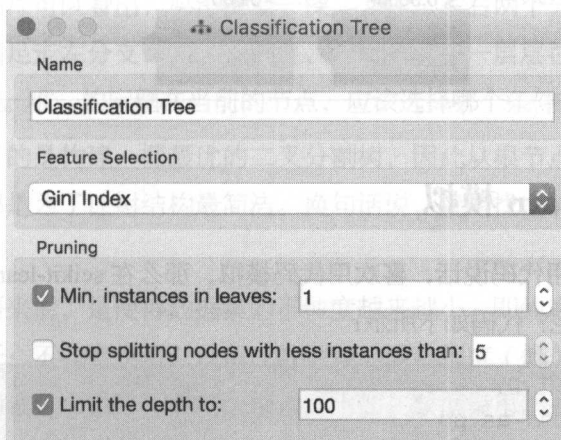 Classification Tree
Name
Classification Tree
Feature Selection
Gini Index
Pruning
Min. instances in leaves: 1
Stop splitting nodes with less instances than: 5
Limit the depth to: 100